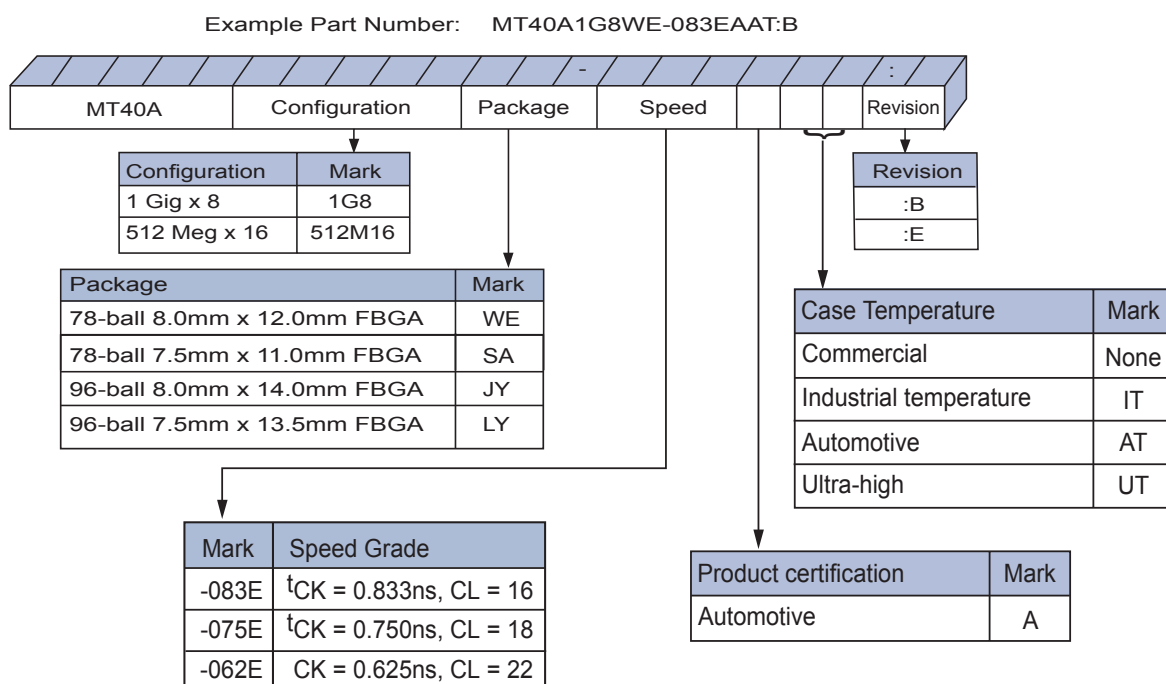 Example Part Number: MT40A1G8WE-083EAAT:B
- :
MT40A Configuration Package Speed Revision
Configuration Mark
1 Gig x 8 1G8
512 Meg x 16 512M16
Revision
:B
:E
Package Mark
78-ball 8.0mm x 12.0mm FBGA WE
78-ball 7.5mm x 11.0mm FBGA SA
96-ball 8.0mm x 14.0mm FBGA JY
96-ball 7.5mm x 13.5mm FBGA LY
Case Temperature Mark
Commercial None
Industrial temperature IT
Automotive AT
Ultra-high UT
Mark Speed Grade
-083E tCK = 0.833ns, CL = 16
-075E tCK = 0.750ns, CL = 18
-062E CK = 0.625ns, CL = 22
Product certification Mark
Automotive A